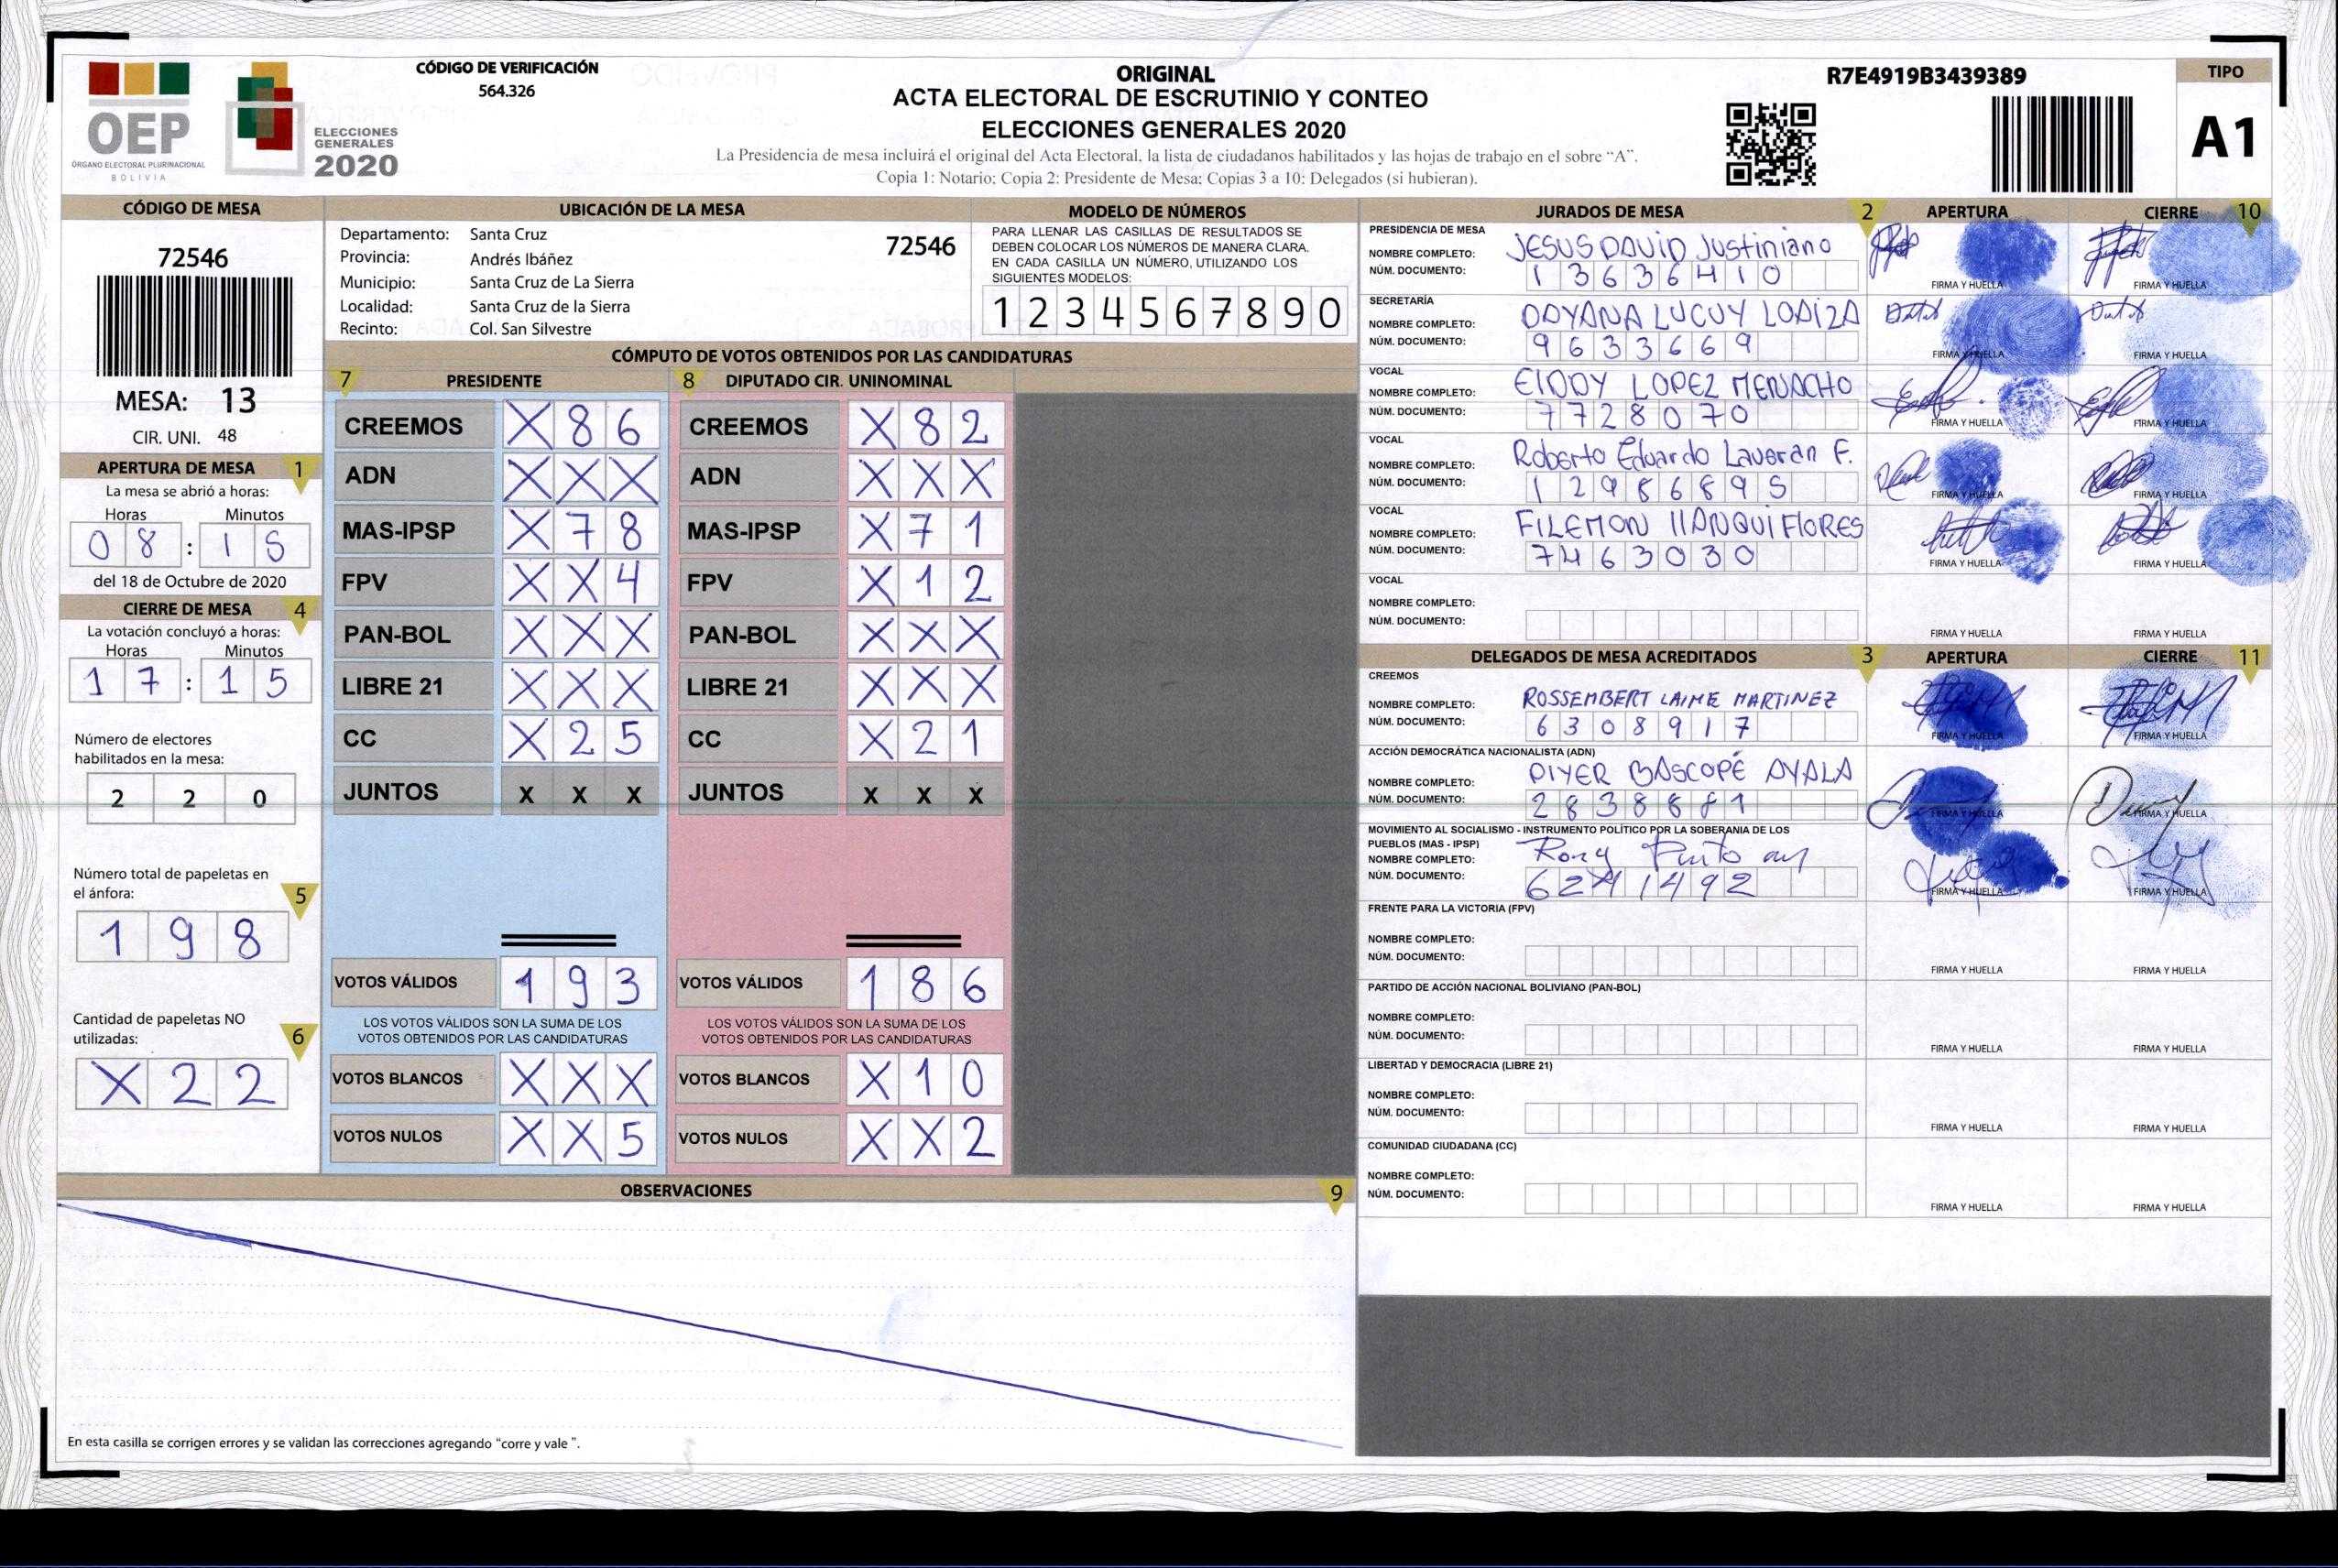 OEP
ÓRGANO ELECTORAL PLURINACIONAL
BOLIVIA
ELECCIONES
GENERALES
2020
CÓDIGO DE VERIFICACIÓN
564.326
ORIGINAL
ACTA ELECTORAL DE ESCRUTINIO Y CONTEO
ELECCIONES GENERALES 2020
La Presidencia de mesa incluirá el original del Acta Electoral, la lista de ciudadanos habilitados y las hojas de trabajo en el sobre “A”.
Copia 1: Notario; Copia 2: Presidente de Mesa; Copias 3 a 10: Delegados (si hubieran).
R7E4919B3439389
TIPO
A1
CÓDIGO DE MESA
72546
MESA: 13
CIR. UNI. 48
APERTURA DE MESA 1
La mesa se abrió a horas:
Horas Minutos
0 8 : 1 5
del 18 de Octubre de 2020
CIERRE DE MESA 4
La votación concluyó a horas:
Horas Minutos
1 7 : 1 5
Número de electores
habilitados en la mesa:
2 2 0
Número total de papeletas en
el ánfora: 5
1 9 8
Cantidad de papeletas NO
utilizadas: 6
X 2 2
UBICACIÓN DE LA MESA
Departamento: Santa Cruz 72546
Provincia: Andrés Ibáñez
Municipio: Santa Cruz de La Sierra
Localidad: Santa Cruz de la Sierra
Recinto: Col. San Silvestre
MODELO DE NÚMEROS
PARA LLENAR LAS CASILLAS DE RESULTADOS SE
DEBEN COLOCAR LOS NÚMEROS DE MANERA CLARA.
EN CADA CASILLA UN NÚMERO, UTILIZANDO LOS
SIGUIENTES MODELOS:
1 2 3 4 5 6 7 8 9 0
CÓMPUTO DE VOTOS OBTENIDOS POR LAS CANDIDATURAS
7 PRESIDENTE
CREEMOS X 8 6
ADN X X X
MAS-IPSP X 7 8
FPV X X 4
PAN-BOL X X X
LIBRE 21 X X X
CC X 2 5
JUNTOS X X X
VOTOS VÁLIDOS 1 9 3
LOS VOTOS VÁLIDOS SON LA SUMA DE LOS
VOTOS OBTENIDOS POR LAS CANDIDATURAS
VOTOS BLANCOS X X X
VOTOS NULOS X X 5
8 DIPUTADO CIR. UNINOMINAL
CREEMOS X 8 2
ADN X X X
MAS-IPSP X 7 1
FPV X 1 2
PAN-BOL X X X
LIBRE 21 X X X
CC X 2 1
JUNTOS X X X
VOTOS VÁLIDOS 1 8 6
LOS VOTOS VÁLIDOS SON LA SUMA DE LOS
VOTOS OBTENIDOS POR LAS CANDIDATURAS
VOTOS BLANCOS X 1 0
VOTOS NULOS X X 2
OBSERVACIONES 9
En esta casilla se corrigen errores y se validan las correcciones agregando “corre y vale ”.
JURADOS DE MESA 2 APERTURA CIERRE 10
PRESIDENCIA DE MESA
NOMBRE COMPLETO: JESUS DAVID Justiniano
NÚM. DOCUMENTO: 1 3 6 3 6 4 1 0
FIRMA Y HUELLA FIRMA Y HUELLA
SECRETARÍA
NOMBRE COMPLETO: DAYANA LUCUY LOAIZA
NÚM. DOCUMENTO: 9 6 3 3 6 6 9
FIRMA Y HUELLA FIRMA Y HUELLA
VOCAL
NOMBRE COMPLETO: EIDDY LOPEZ MENACHO
NÚM. DOCUMENTO: 7 7 2 8 0 7 0
FIRMA Y HUELLA FIRMA Y HUELLA
VOCAL
NOMBRE COMPLETO: Roberto Eduardo Laveran F.
NÚM. DOCUMENTO: 1 2 9 8 6 8 9 5
FIRMA Y HUELLA FIRMA Y HUELLA
VOCAL
NOMBRE COMPLETO: FILEMON llANQUI FlORES
NÚM. DOCUMENTO: 7 4 6 3 0 3 0
FIRMA Y HUELLA FIRMA Y HUELLA
VOCAL
NOMBRE COMPLETO:
NÚM. DOCUMENTO:
FIRMA Y HUELLA FIRMA Y HUELLA
DELEGADOS DE MESA ACREDITADOS 3 APERTURA CIERRE 11
CREEMOS
NOMBRE COMPLETO: ROSSEMBERT LAIME MARTINEZ
NÚM. DOCUMENTO: 6 3 0 8 9 1 7
FIRMA Y HUELLA FIRMA Y HUELLA
ACCIÓN DEMOCRÁTICA NACIONALISTA (ADN)
NOMBRE COMPLETO: DIYER BASCOPÉ AYALA
NÚM. DOCUMENTO: 2 8 3 8 8 8 1
FIRMA Y HUELLA FIRMA Y HUELLA
MOVIMIENTO AL SOCIALISMO - INSTRUMENTO POLÍTICO POR LA SOBERANIA DE LOS
PUEBLOS (MAS - IPSP)
NOMBRE COMPLETO:
NÚM. DOCUMENTO: 6 2 4 1 4 9 2
FIRMA Y HUELLA FIRMA Y HUELLA
FRENTE PARA LA VICTORIA (FPV)
NOMBRE COMPLETO:
NÚM. DOCUMENTO:
FIRMA Y HUELLA FIRMA Y HUELLA
PARTIDO DE ACCIÓN NACIONAL BOLIVIANO (PAN-BOL)
NOMBRE COMPLETO:
NÚM. DOCUMENTO:
FIRMA Y HUELLA FIRMA Y HUELLA
LIBERTAD Y DEMOCRACIA (LIBRE 21)
NOMBRE COMPLETO:
NÚM. DOCUMENTO:
FIRMA Y HUELLA FIRMA Y HUELLA
COMUNIDAD CIUDADANA (CC)
NOMBRE COMPLETO:
NÚM. DOCUMENTO:
FIRMA Y HUELLA FIRMA Y HUELLA